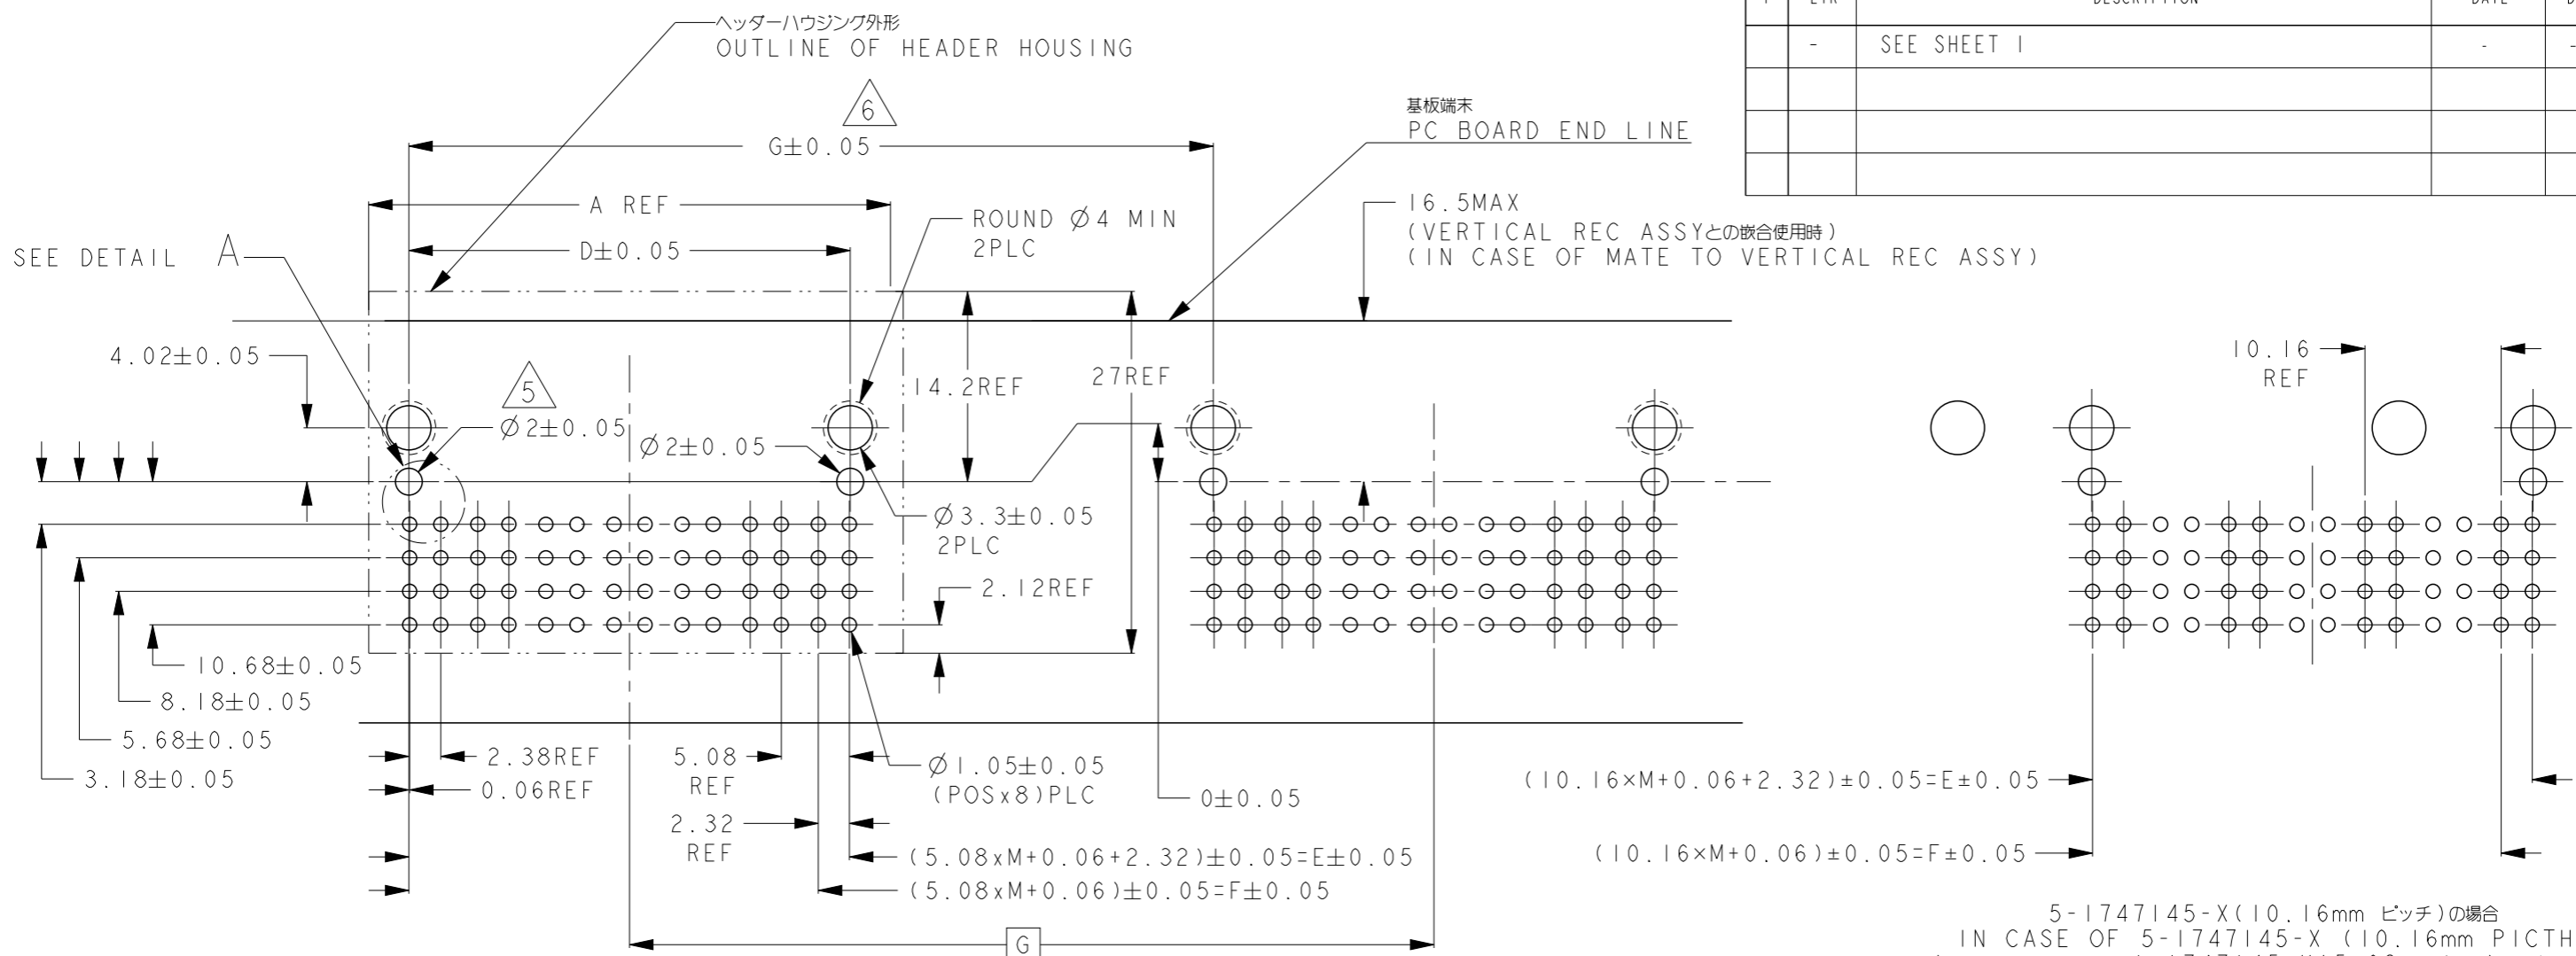 LTR DESCRIPTION DATE
- SEE SHEET 1 - -
ヘッダーハウジング外形
OUTLINE OF HEADER HOUSING
6
G±0.05
基板端末
PC BOARD END LINE
A REF
D±0.05
ROUND Ø4 MIN
2PLC
16.5MAX
(VERTICAL REC ASSYとの嵌合使用時)
(IN CASE OF MATE TO VERTICAL REC ASSY)
SEE DETAIL A
4.02±0.05
5
Ø2±0.05
Ø2±0.05
14.2REF
27REF
10.16
REF
Ø3.3±0.05
2PLC
2.12REF
10.68±0.05
8.18±0.05
5.68±0.05
3.18±0.05
2.38REF
0.06REF
5.08
REF
2.32
REF
Ø1.05±0.05
(POSx8)PLC
0±0.05
(5.08xM+0.06+2.32)±0.05=E±0.05
(5.08xM+0.06)±0.05=F±0.05
G
(10.16×M+0.06+2.32)±0.05=E±0.05
(10.16×M+0.06)±0.05=F±0.05
5-1747145-X(10.16mm ピッチ)の場合
IN CASE OF 5-1747145-X (10.16mm PICTH